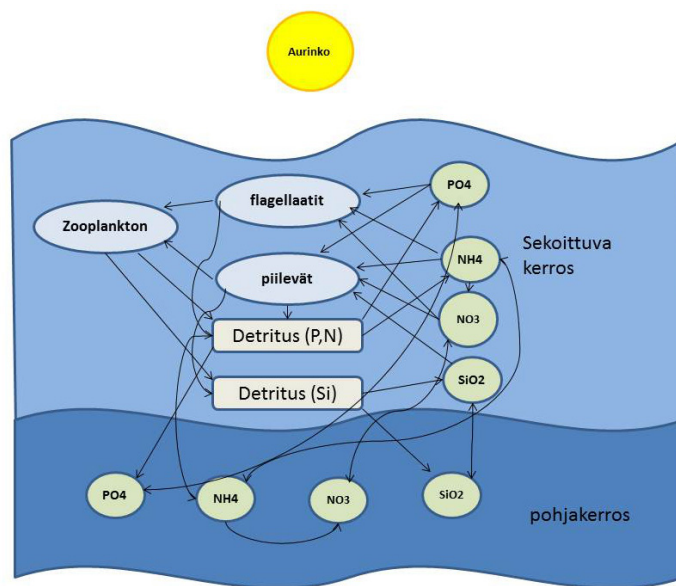 Aurinko
flagellaatit
PO4
Zooplankton
Sekoittuva
kerros
NH4
piilevät
NO3
Detritus (P,N)
SiO2
Detritus (Si)
PO4
NH4
NO3
SiO2
pohjakerros